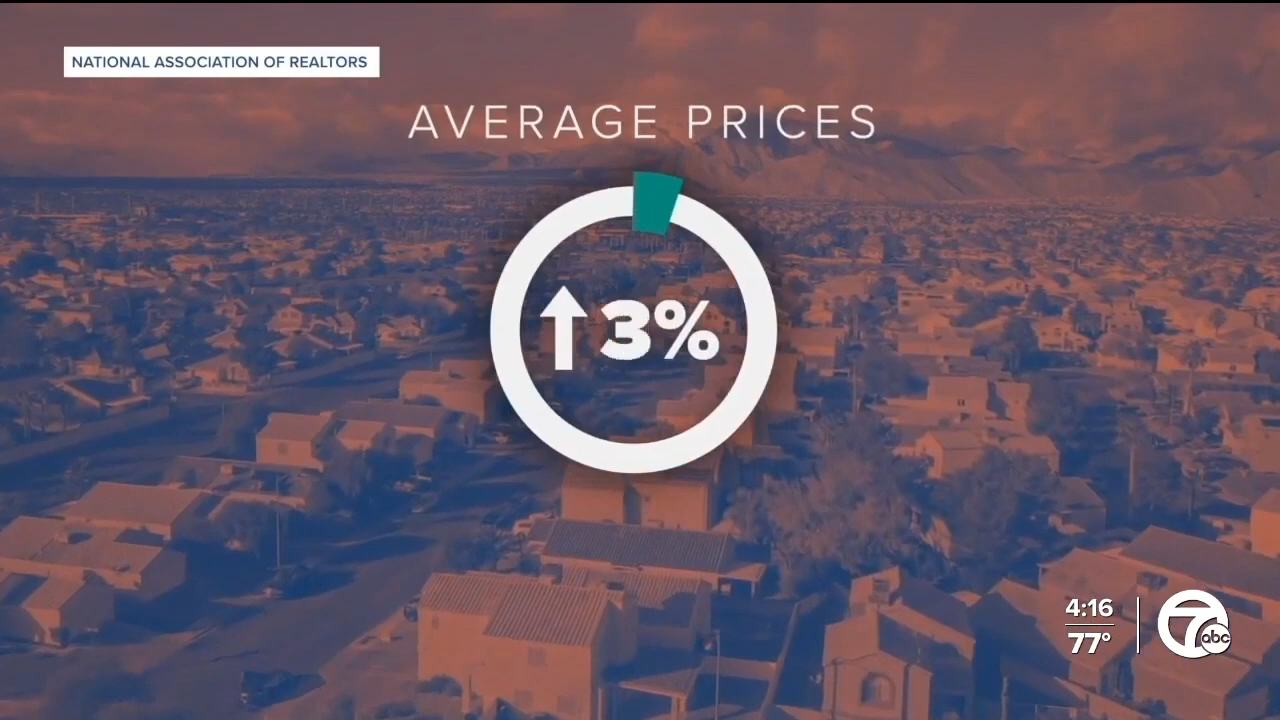 NATIONAL ASSOCIATION OF REALTORS
AVERAGE PRICES
↑ 3%
4:16
77°
7 abc